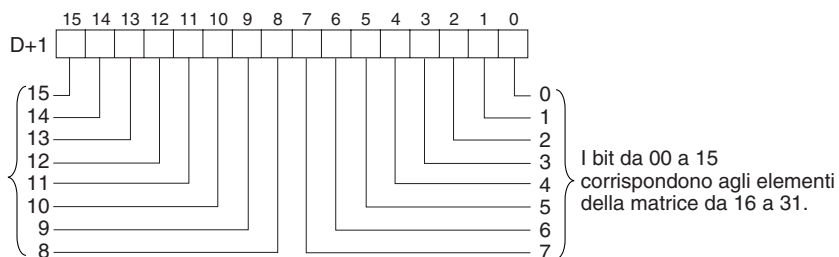 15 14 13 12 11 10 9 8 7 6 5 4 3 2 1 0
D+1
15 0
14 1
13 2
12 3
11 4
10 5
9 6
8 7
I bit da 00 a 15
corrispondono agli elementi
della matrice da 16 a 31.